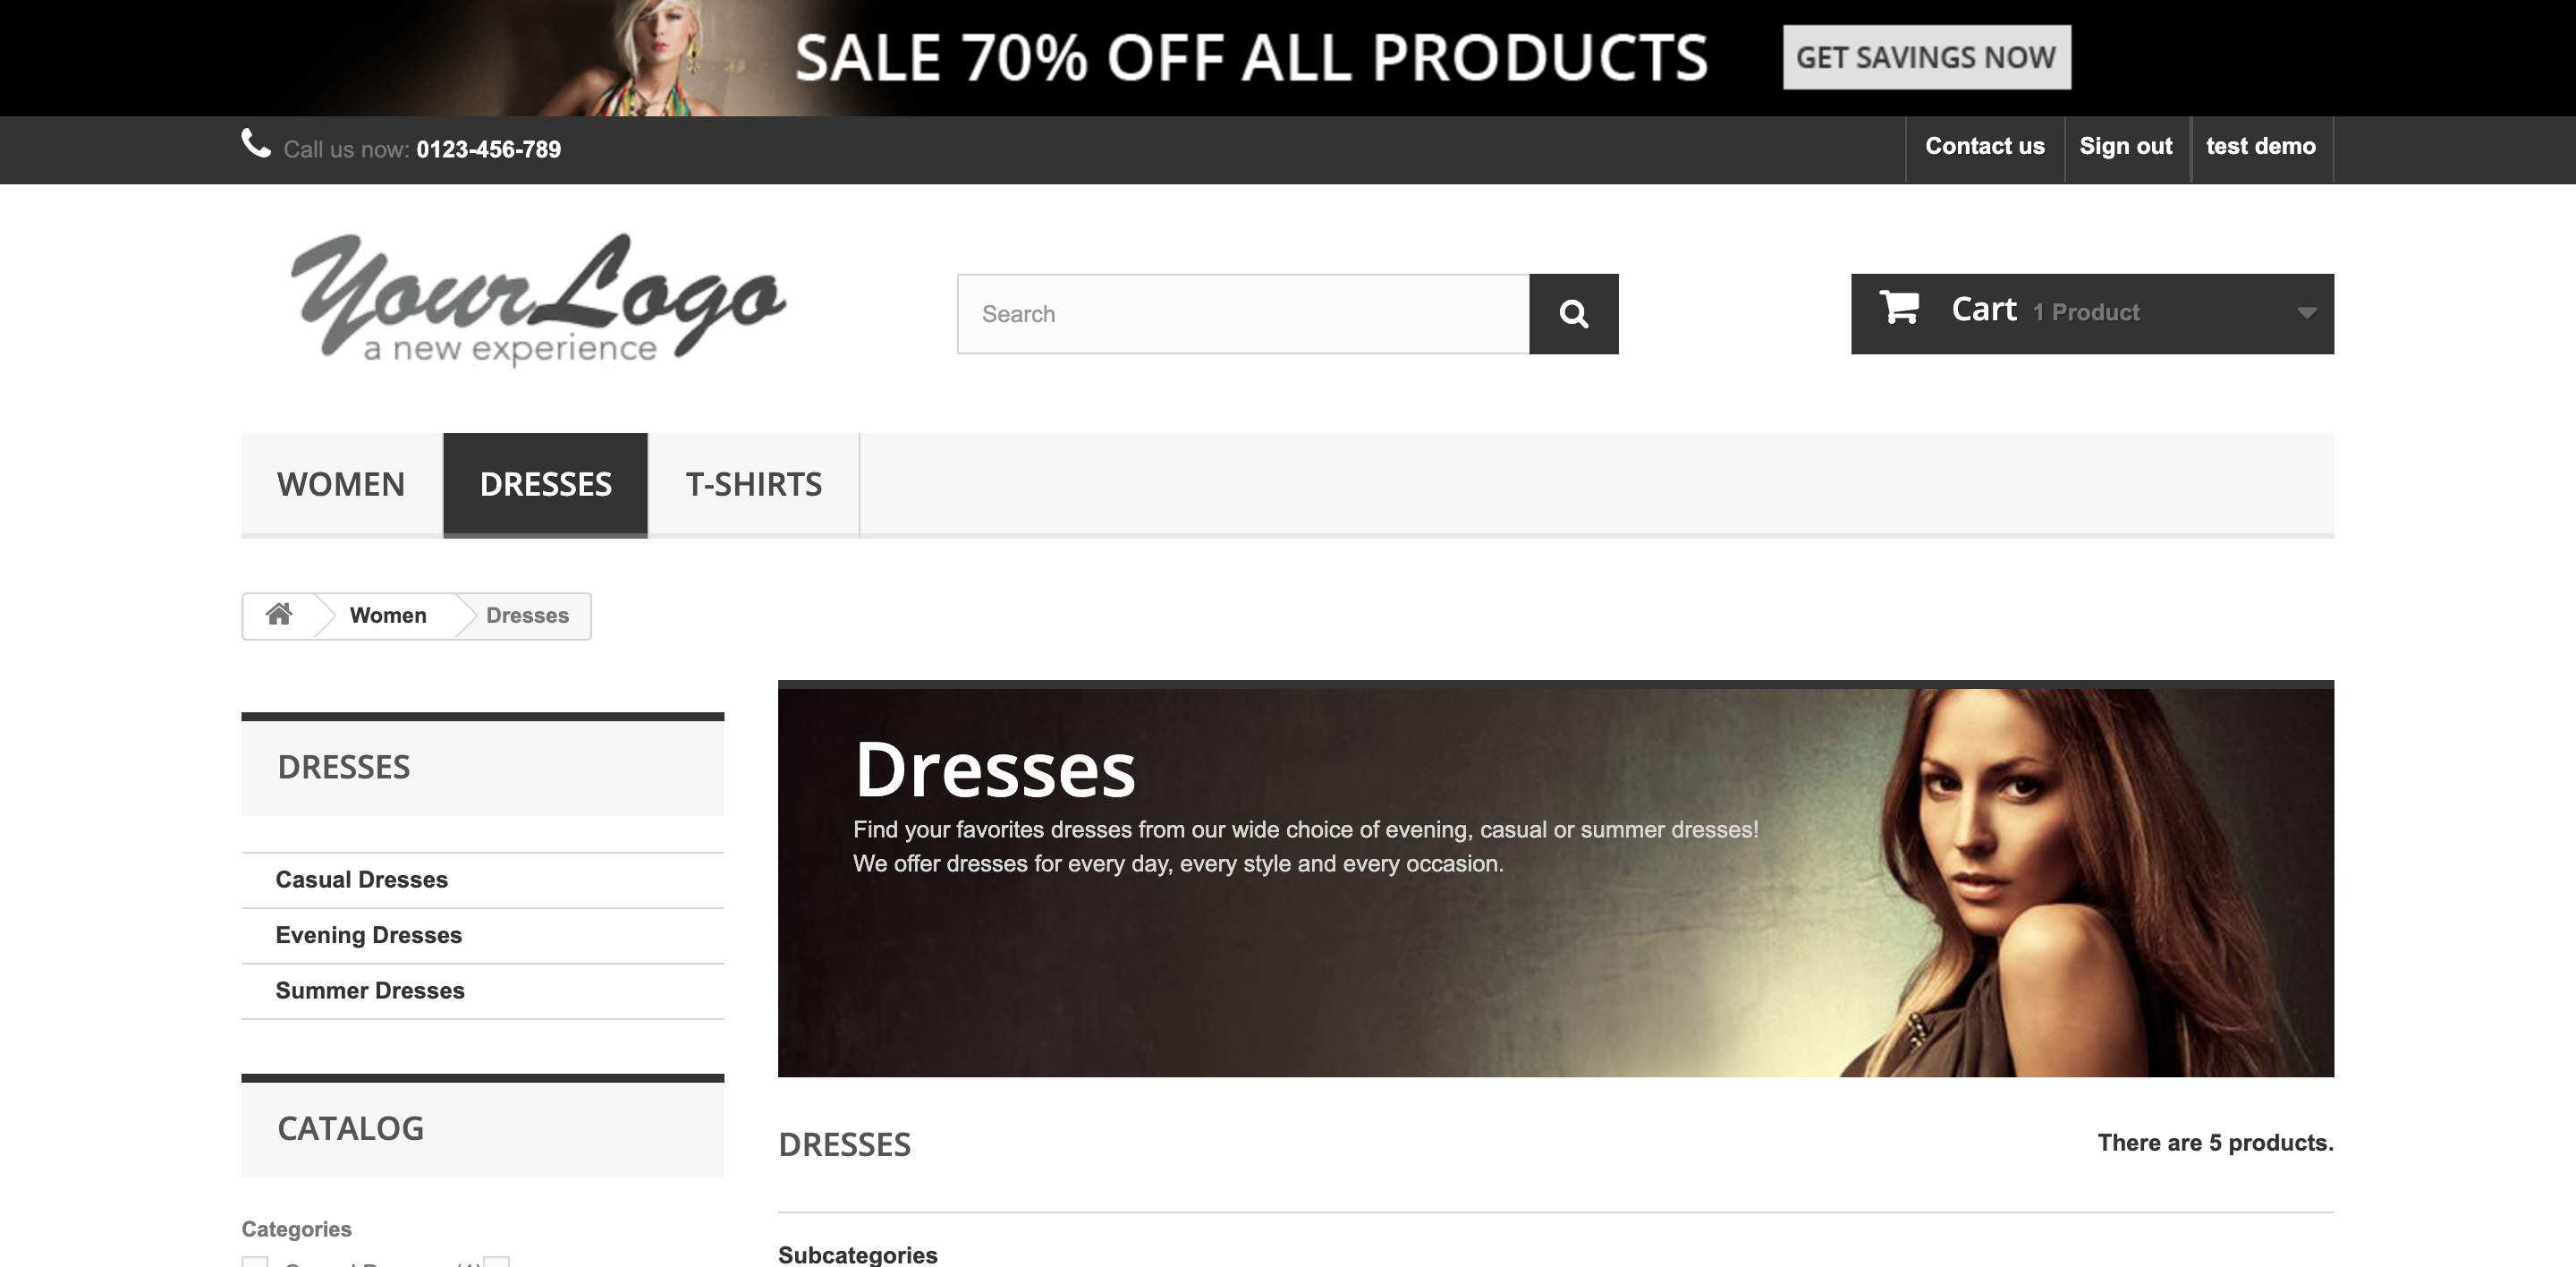 SALE 70% OFF ALL PRODUCTS
GET SAVINGS NOW
Call us now: 0123-456-789
Contact us
Sign out
test demo
YourLogo
a new experience
Search
Cart 1 Product
WOMEN
DRESSES
T-SHIRTS
Women
Dresses
DRESSES
Casual Dresses
Evening Dresses
Summer Dresses
CATALOG
Categories
Dresses
Find your favorites dresses from our wide choice of evening, casual or summer dresses!
We offer dresses for every day, every style and every occasion.
DRESSES
There are 5 products.
Subcategories